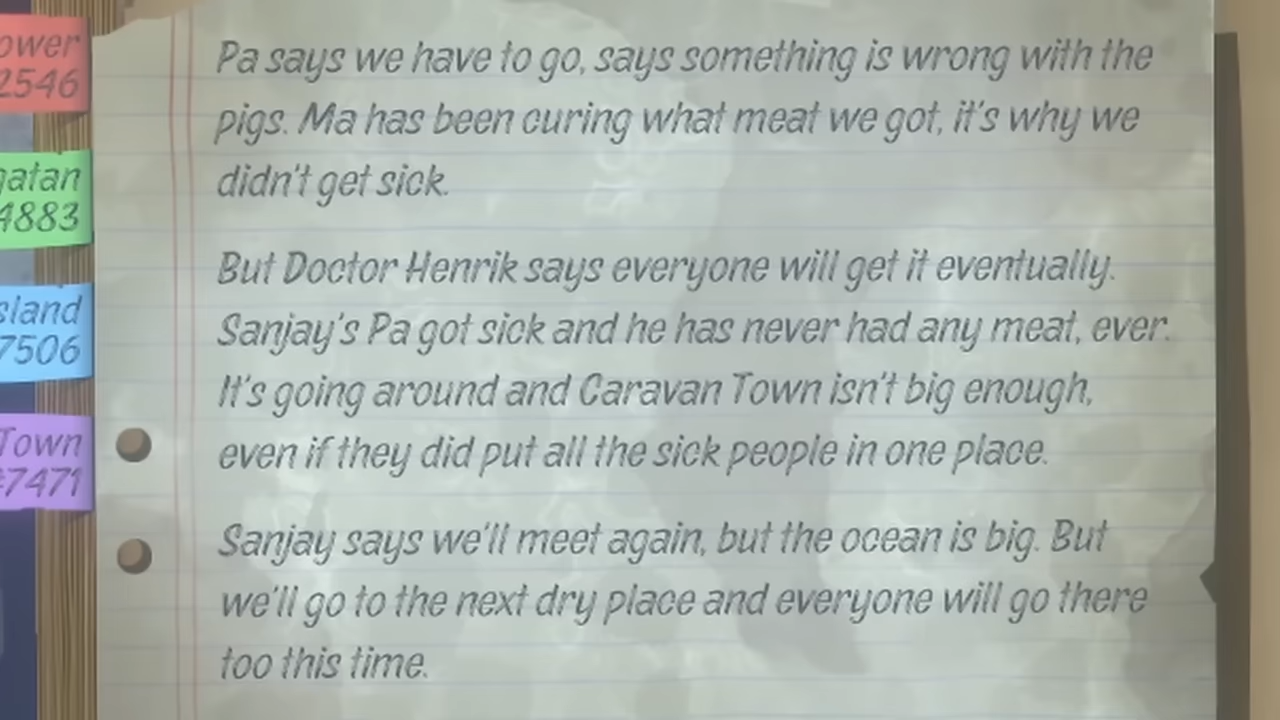 ower
2546
gatan
4883
sland
7506
Town
#7471
Pa says we have to go, says something is wrong with the
pigs. Ma has been curing what meat we got, it's why we
didn't get sick.
But Doctor Henrik says everyone will get it eventually.
Sanjay's Pa got sick and he has never had any meat, ever.
It's going around and Caravan Town isn't big enough,
even if they did put all the sick people in one place.
Sanjay says we'll meet again, but the ocean is big. But
we'll go to the next dry place and everyone will go there
too this time.